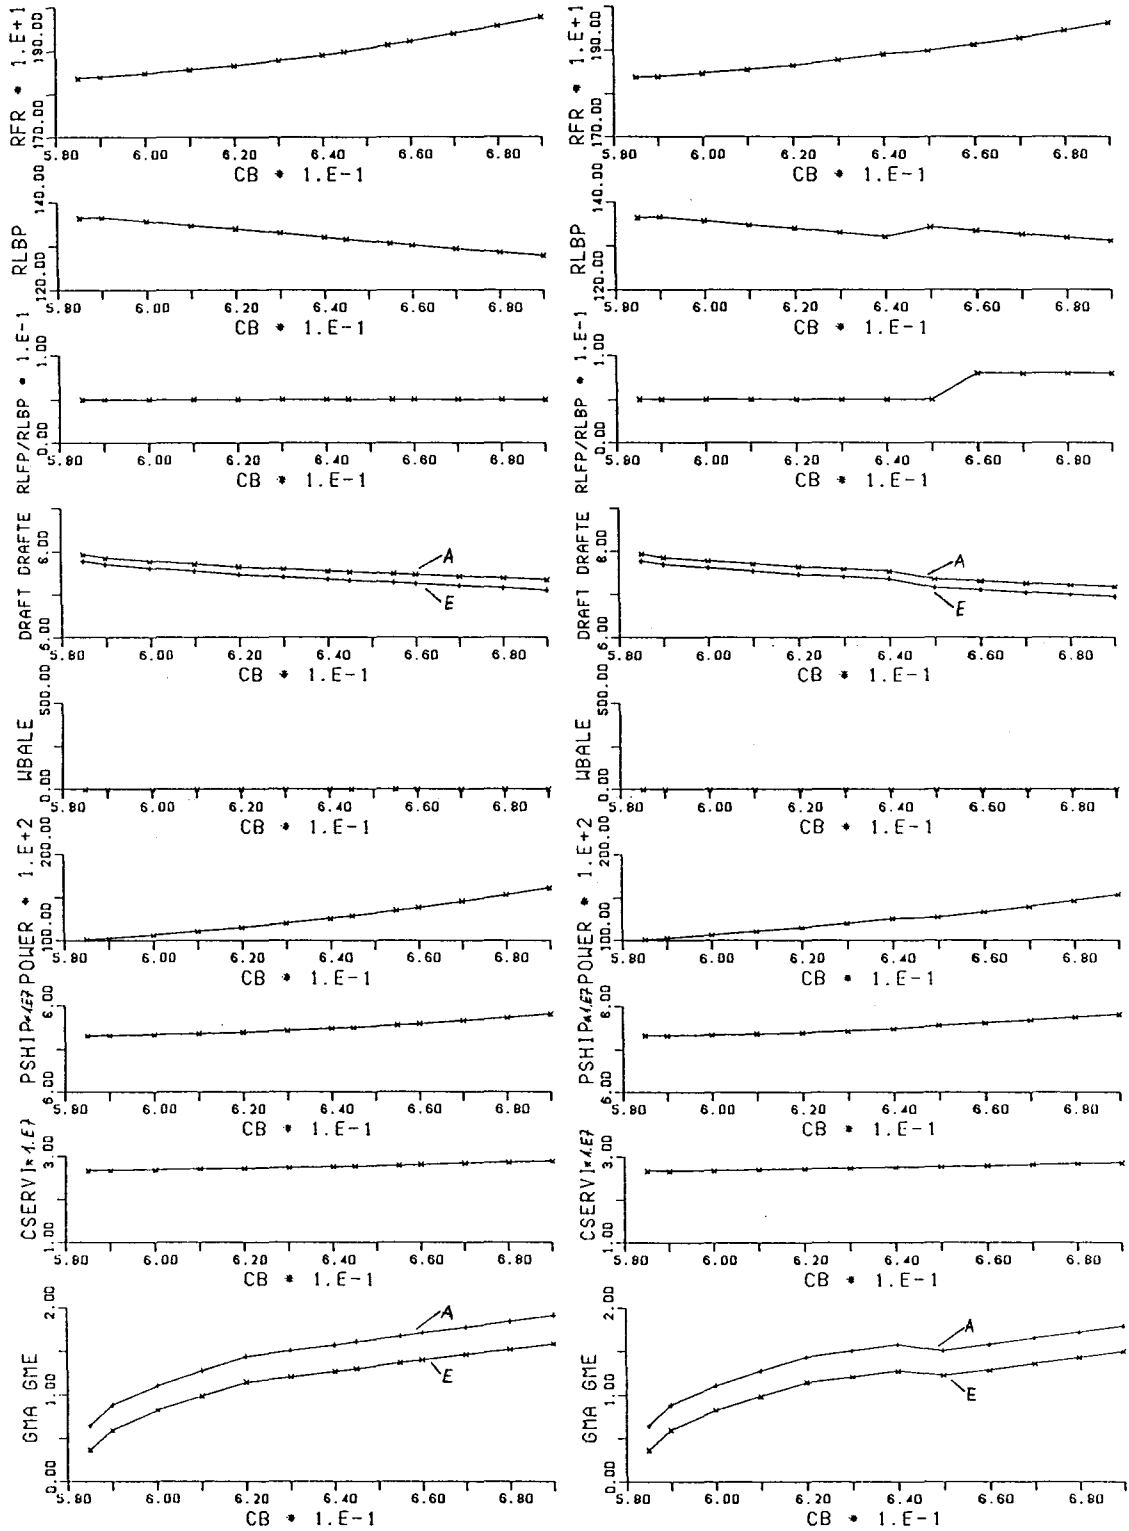 RFR * 1.E+1
170.00 190.00
5.80 6.00 6.20 6.40 6.60 6.80
CB * 1.E-1
RFR * 1.E+1
170.00 190.00
5.80 6.00 6.20 6.40 6.60 6.80
CB * 1.E-1
RLBP
120.00 140.00
5.80 6.00 6.20 6.40 6.60 6.80
CB * 1.E-1
RLBP
120.00 140.00
5.80 6.00 6.20 6.40 6.60 6.80
CB * 1.E-1
RLFP/RLBP * 1.E-1
0.00 1.00
5.80 6.00 6.20 6.40 6.60 6.80
CB * 1.E-1
RLFP/RLBP * 1.E-1
0.00 1.00
5.80 6.00 6.20 6.40 6.60 6.80
CB * 1.E-1
DRAFT DRAFTE
6.00 8.00
A
E
5.80 6.00 6.20 6.40 6.60 6.80
CB * 1.E-1
DRAFT DRAFTE
6.00 8.00
A
E
5.80 6.00 6.20 6.40 6.60 6.80
CB * 1.E-1
WBALE
0.00 500.00
5.80 6.00 6.20 6.40 6.60 6.80
CB * 1.E-1
WBALE
0.00 500.00
5.80 6.00 6.20 6.40 6.60 6.80
CB * 1.E-1
POWER * 1.E+2
100.00 200.00
5.80 6.00 6.20 6.40 6.60 6.80
CB * 1.E-1
POWER * 1.E+2
100.00 200.00
5.80 6.00 6.20 6.40 6.60 6.80
CB * 1.E-1
PSHIP*1.E7
6.00 8.00
5.80 6.00 6.20 6.40 6.60 6.80
CB * 1.E-1
PSHIP*1.E7
6.00 8.00
5.80 6.00 6.20 6.40 6.60 6.80
CB * 1.E-1
CSERVI*1.E7
1.00 3.00
5.80 6.00 6.20 6.40 6.60 6.80
CB * 1.E-1
CSERVI*1.E7
1.00 3.00
5.80 6.00 6.20 6.40 6.60 6.80
CB * 1.E-1
GMA GME
0.00 1.00 2.00
A
E
5.80 6.00 6.20 6.40 6.60 6.80
CB * 1.E-1
GMA GME
0.00 1.00 2.00
A
E
5.80 6.00 6.20 6.40 6.60 6.80
CB * 1.E-1